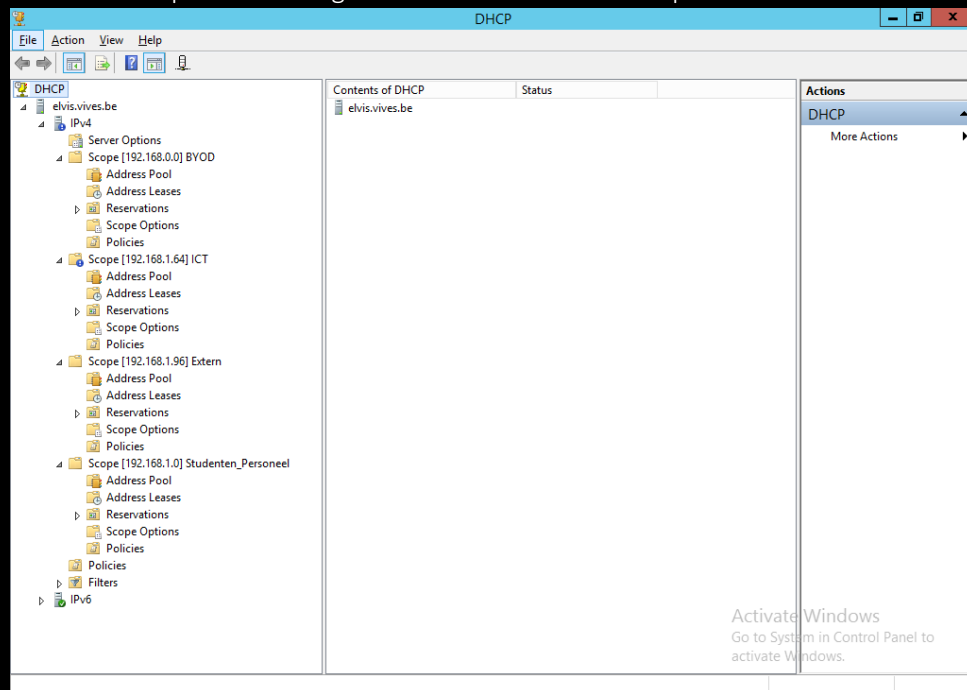 DHCP
File Action View Help
DHCP
elvis.vives.be
IPv4
Server Options
Scope [192.168.0.0] BYOD
Address Pool
Address Leases
Reservations
Scope Options
Policies
Scope [192.168.1.64] ICT
Address Pool
Address Leases
Reservations
Scope Options
Policies
Scope [192.168.1.96] Extern
Address Pool
Address Leases
Reservations
Scope Options
Policies
Scope [192.168.1.0] Studenten_Personeel
Address Pool
Address Leases
Reservations
Scope Options
Policies
Policies
Filters
IPv6
Contents of DHCP Status
elvis.vives.be
Actions
DHCP
More Actions
Activate Windows
Go to System in Control Panel to
activate Windows.